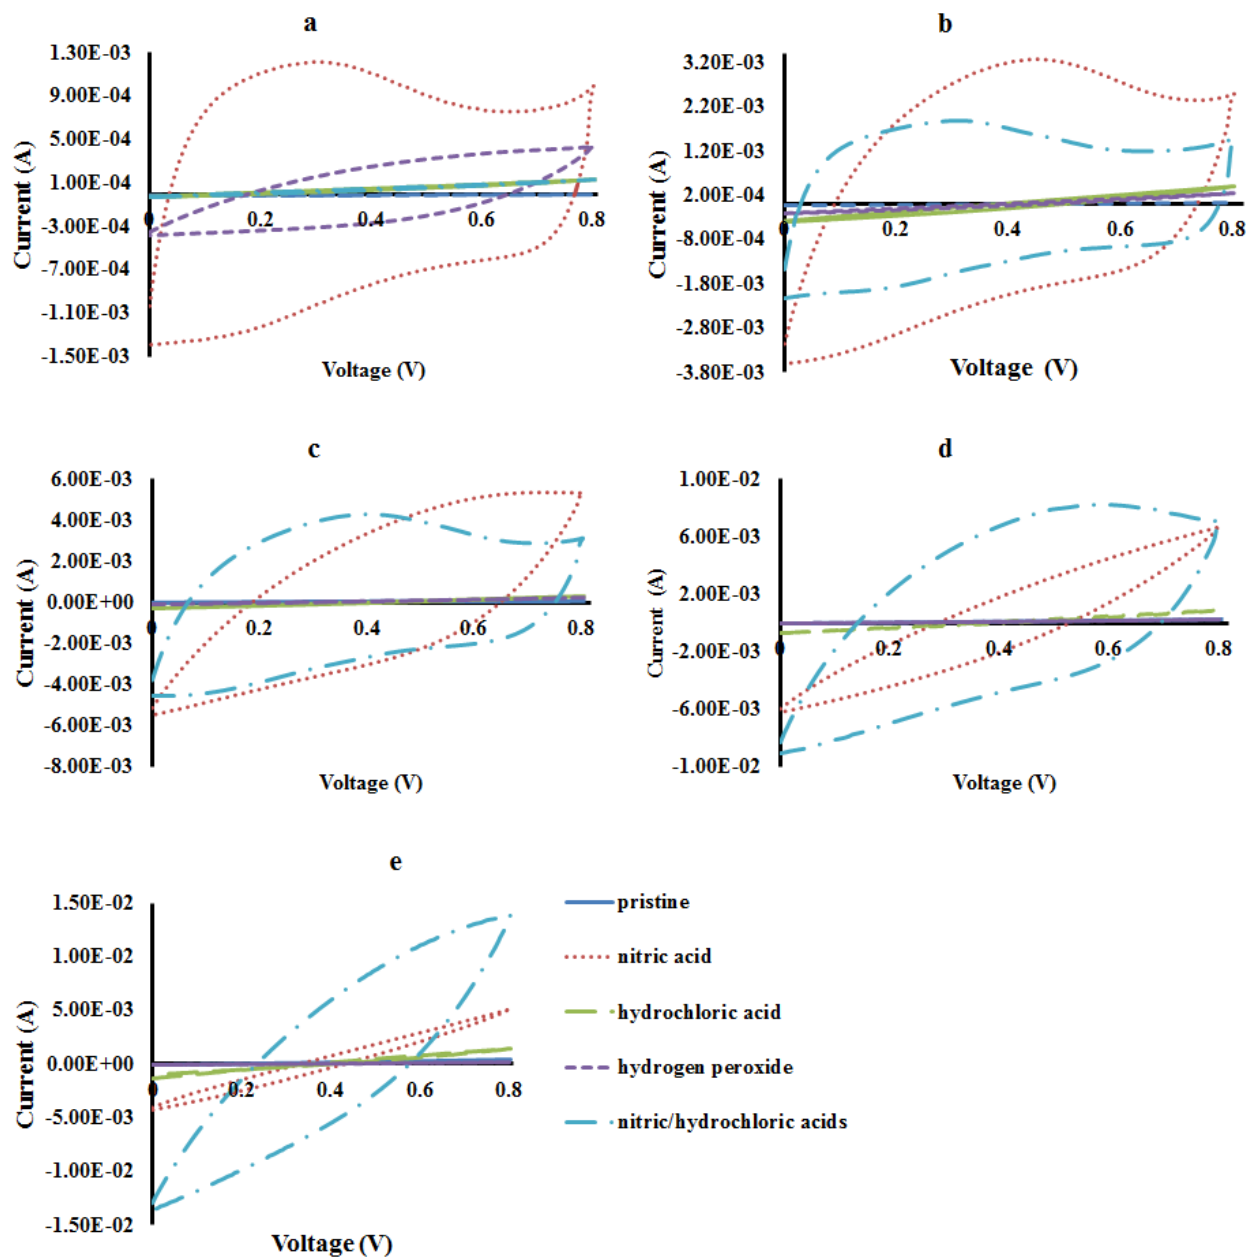 a
1.30E-03
9.00E-04
5.00E-04
1.00E-04
-3.00E-04
-7.00E-04
-1.10E-03
-1.50E-03
0 0.2 0.4 0.6 0.8
Current (A)
Voltage (V)
b
3.20E-03
2.20E-03
1.20E-03
2.00E-04
-8.00E-04
-1.80E-03
-2.80E-03
-3.80E-03
0 0.2 0.4 0.6 0.8
Current (A)
Voltage (V)
c
6.00E-03
4.00E-03
2.00E-03
0.00E+00
-2.00E-03
-4.00E-03
-6.00E-03
-8.00E-03
0 0.2 0.4 0.6 0.8
Current (A)
Voltage (V)
d
1.00E-02
6.00E-03
2.00E-03
-2.00E-03
-6.00E-03
-1.00E-02
0 0.2 0.4 0.6 0.8
Current (A)
Voltage (V)
e
1.50E-02
1.00E-02
5.00E-03
0.00E+00
-5.00E-03
-1.00E-02
-1.50E-02
0 0.2 0.4 0.6 0.8
Current (A)
Voltage (V)
pristine
nitric acid
hydrochloric acid
hydrogen peroxide
nitric/hydrochloric acids